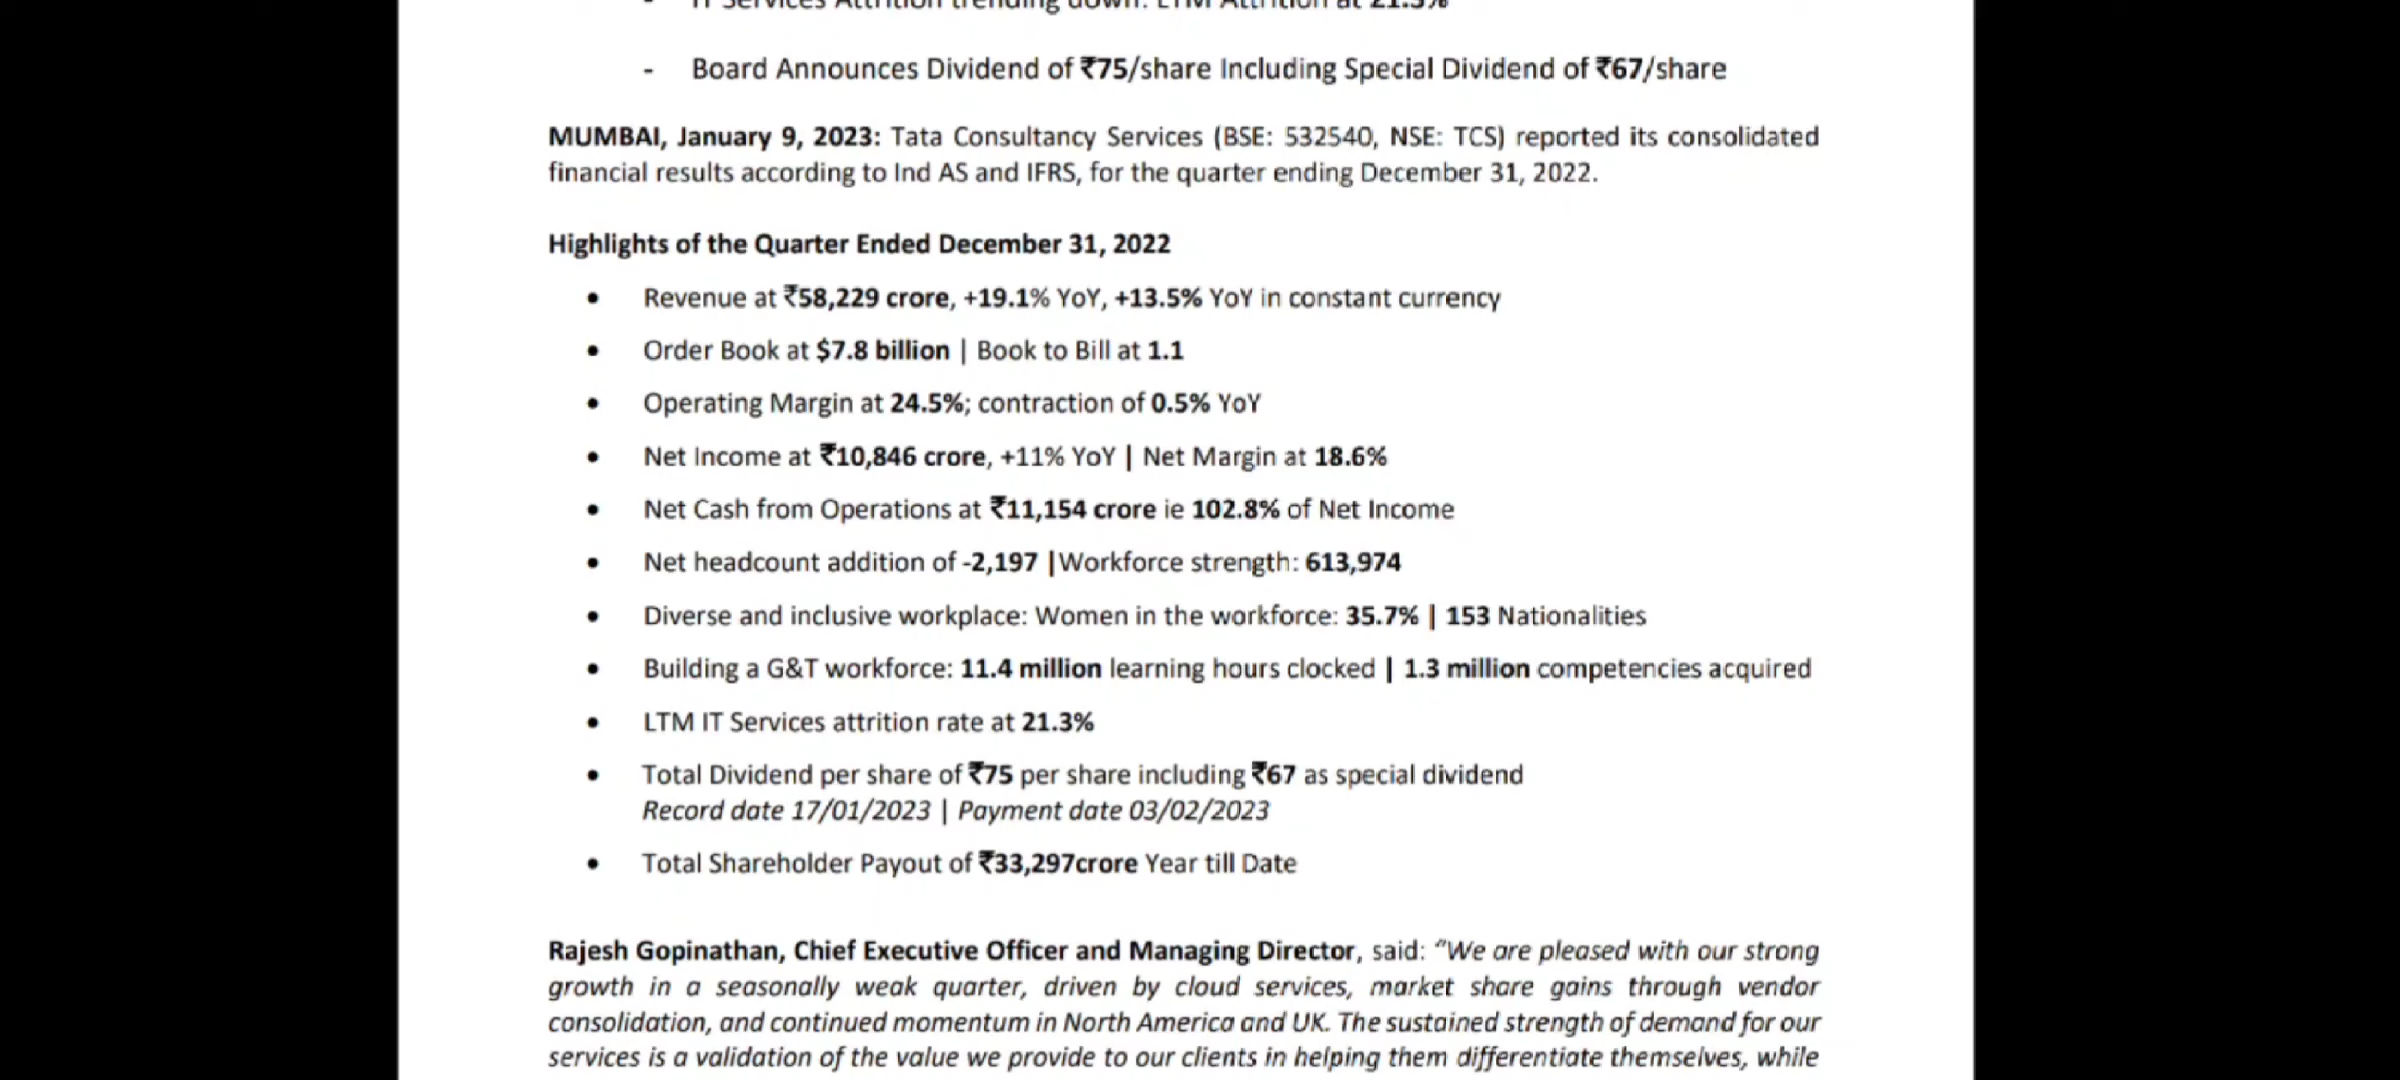 - IT Services Attrition trending down: LTM Attrition at 21.3%
- Board Announces Dividend of ₹75/share Including Special Dividend of ₹67/share
MUMBAI, January 9, 2023: Tata Consultancy Services (BSE: 532540, NSE: TCS) reported its consolidated
financial results according to Ind AS and IFRS, for the quarter ending December 31, 2022.
Highlights of the Quarter Ended December 31, 2022
• Revenue at ₹58,229 crore, +19.1% YoY, +13.5% YoY in constant currency
• Order Book at $7.8 billion | Book to Bill at 1.1
• Operating Margin at 24.5%; contraction of 0.5% YoY
• Net Income at ₹10,846 crore, +11% YoY | Net Margin at 18.6%
• Net Cash from Operations at ₹11,154 crore ie 102.8% of Net Income
• Net headcount addition of -2,197 |Workforce strength: 613,974
• Diverse and inclusive workplace: Women in the workforce: 35.7% | 153 Nationalities
• Building a G&T workforce: 11.4 million learning hours clocked | 1.3 million competencies acquired
• LTM IT Services attrition rate at 21.3%
• Total Dividend per share of ₹75 per share including ₹67 as special dividend
Record date 17/01/2023 | Payment date 03/02/2023
• Total Shareholder Payout of ₹33,297crore Year till Date
Rajesh Gopinathan, Chief Executive Officer and Managing Director, said: "We are pleased with our strong
growth in a seasonally weak quarter, driven by cloud services, market share gains through vendor
consolidation, and continued momentum in North America and UK. The sustained strength of demand for our
services is a validation of the value we provide to our clients in helping them differentiate themselves, while